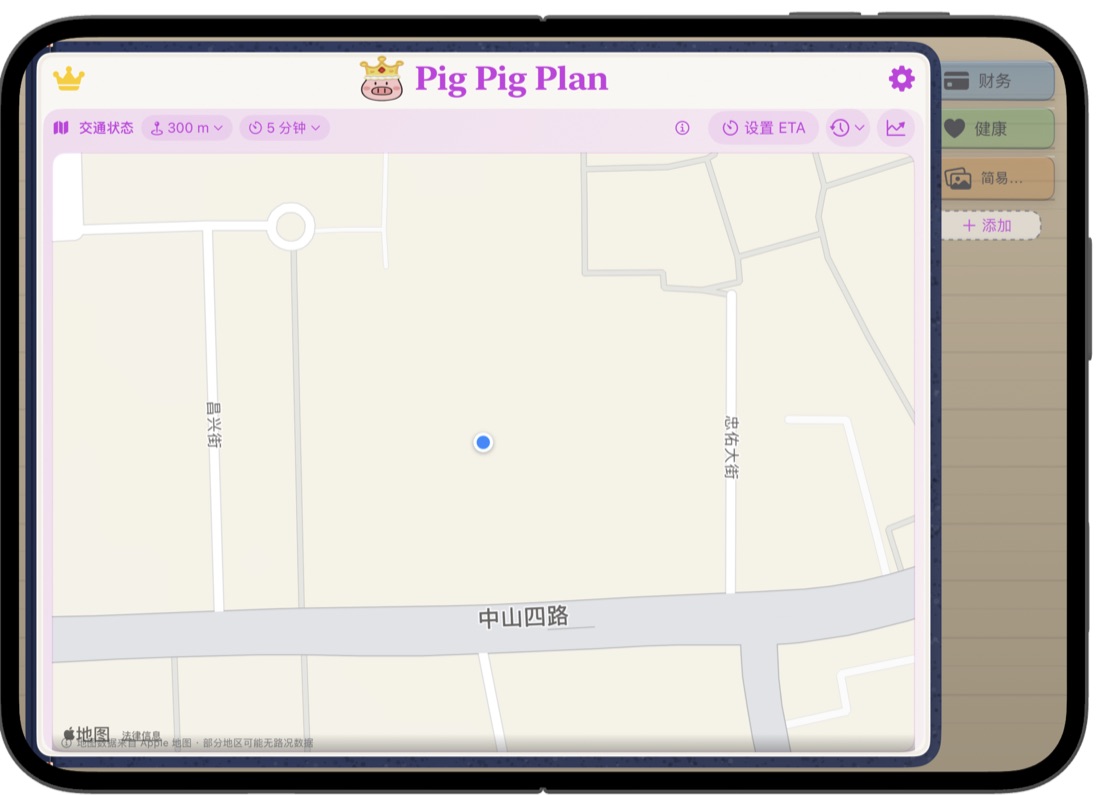 Pig Pig Plan
交通状态
300 m
5 分钟
设置 ETA
财务
健康
简易...
+ 添加
昌兴街
忠佑大街
中山四路
地图 法律信息
地图数据来自 Apple 地图 · 部分地区可能无路况数据